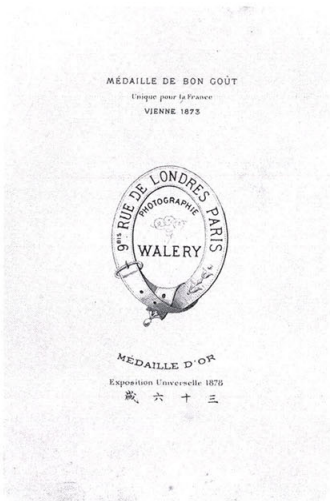 MÉDAILLE DE BON GOÛT
Unique pour la France
VIENNE 1873
9BIS RUE DE LONDRES PARIS
PHOTOGRAPHIE
WALERY
MÉDAILLE D'OR
Exposition Universelle 1878
歲 六 十 三